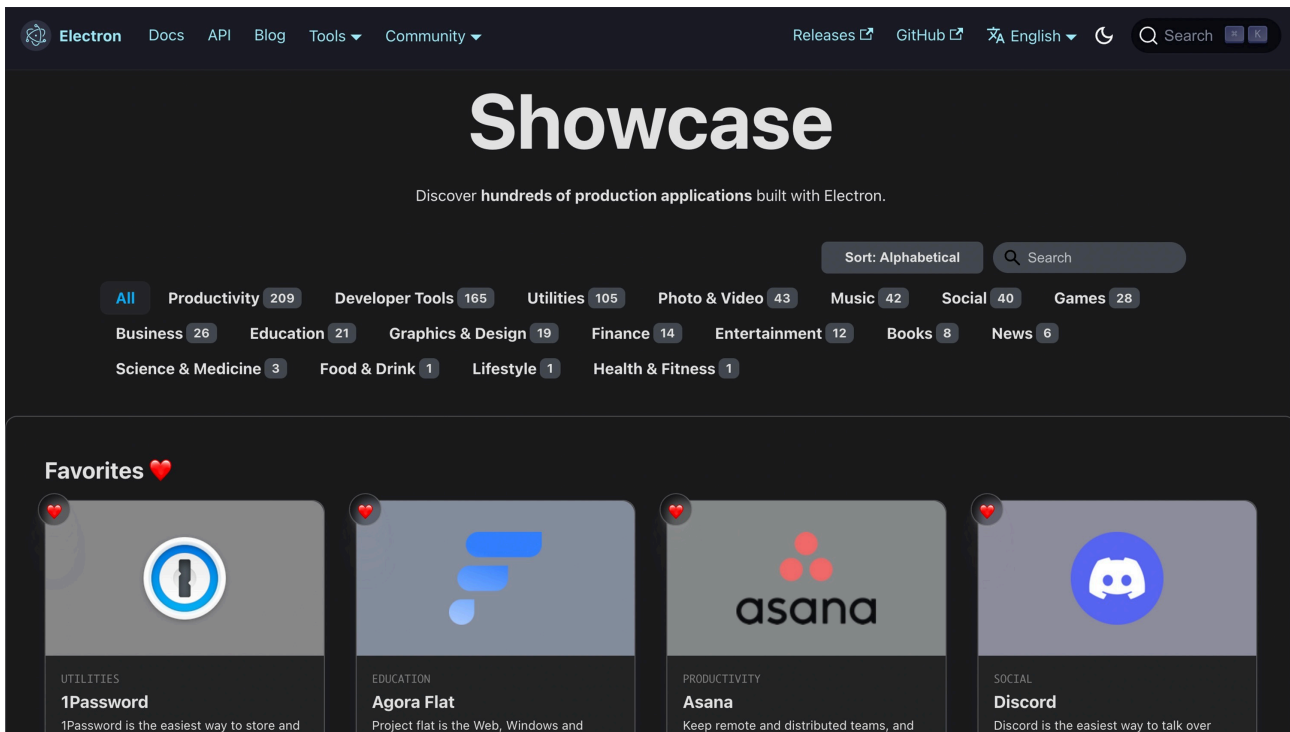 Electron Docs API Blog Tools Community Releases GitHub English Search ⌘ K
Showcase
Discover hundreds of production applications built with Electron.
Sort: Alphabetical Search
All Productivity 209 Developer Tools 165 Utilities 105 Photo & Video 43 Music 42 Social 40 Games 28
Business 26 Education 21 Graphics & Design 19 Finance 14 Entertainment 12 Books 8 News 6
Science & Medicine 3 Food & Drink 1 Lifestyle 1 Health & Fitness 1
Favorites ❤️
asana
UTILITIES
1Password
1Password is the easiest way to store and
EDUCATION
Agora Flat
Project flat is the Web, Windows and
PRODUCTIVITY
Asana
Keep remote and distributed teams, and
SOCIAL
Discord
Discord is the easiest way to talk over